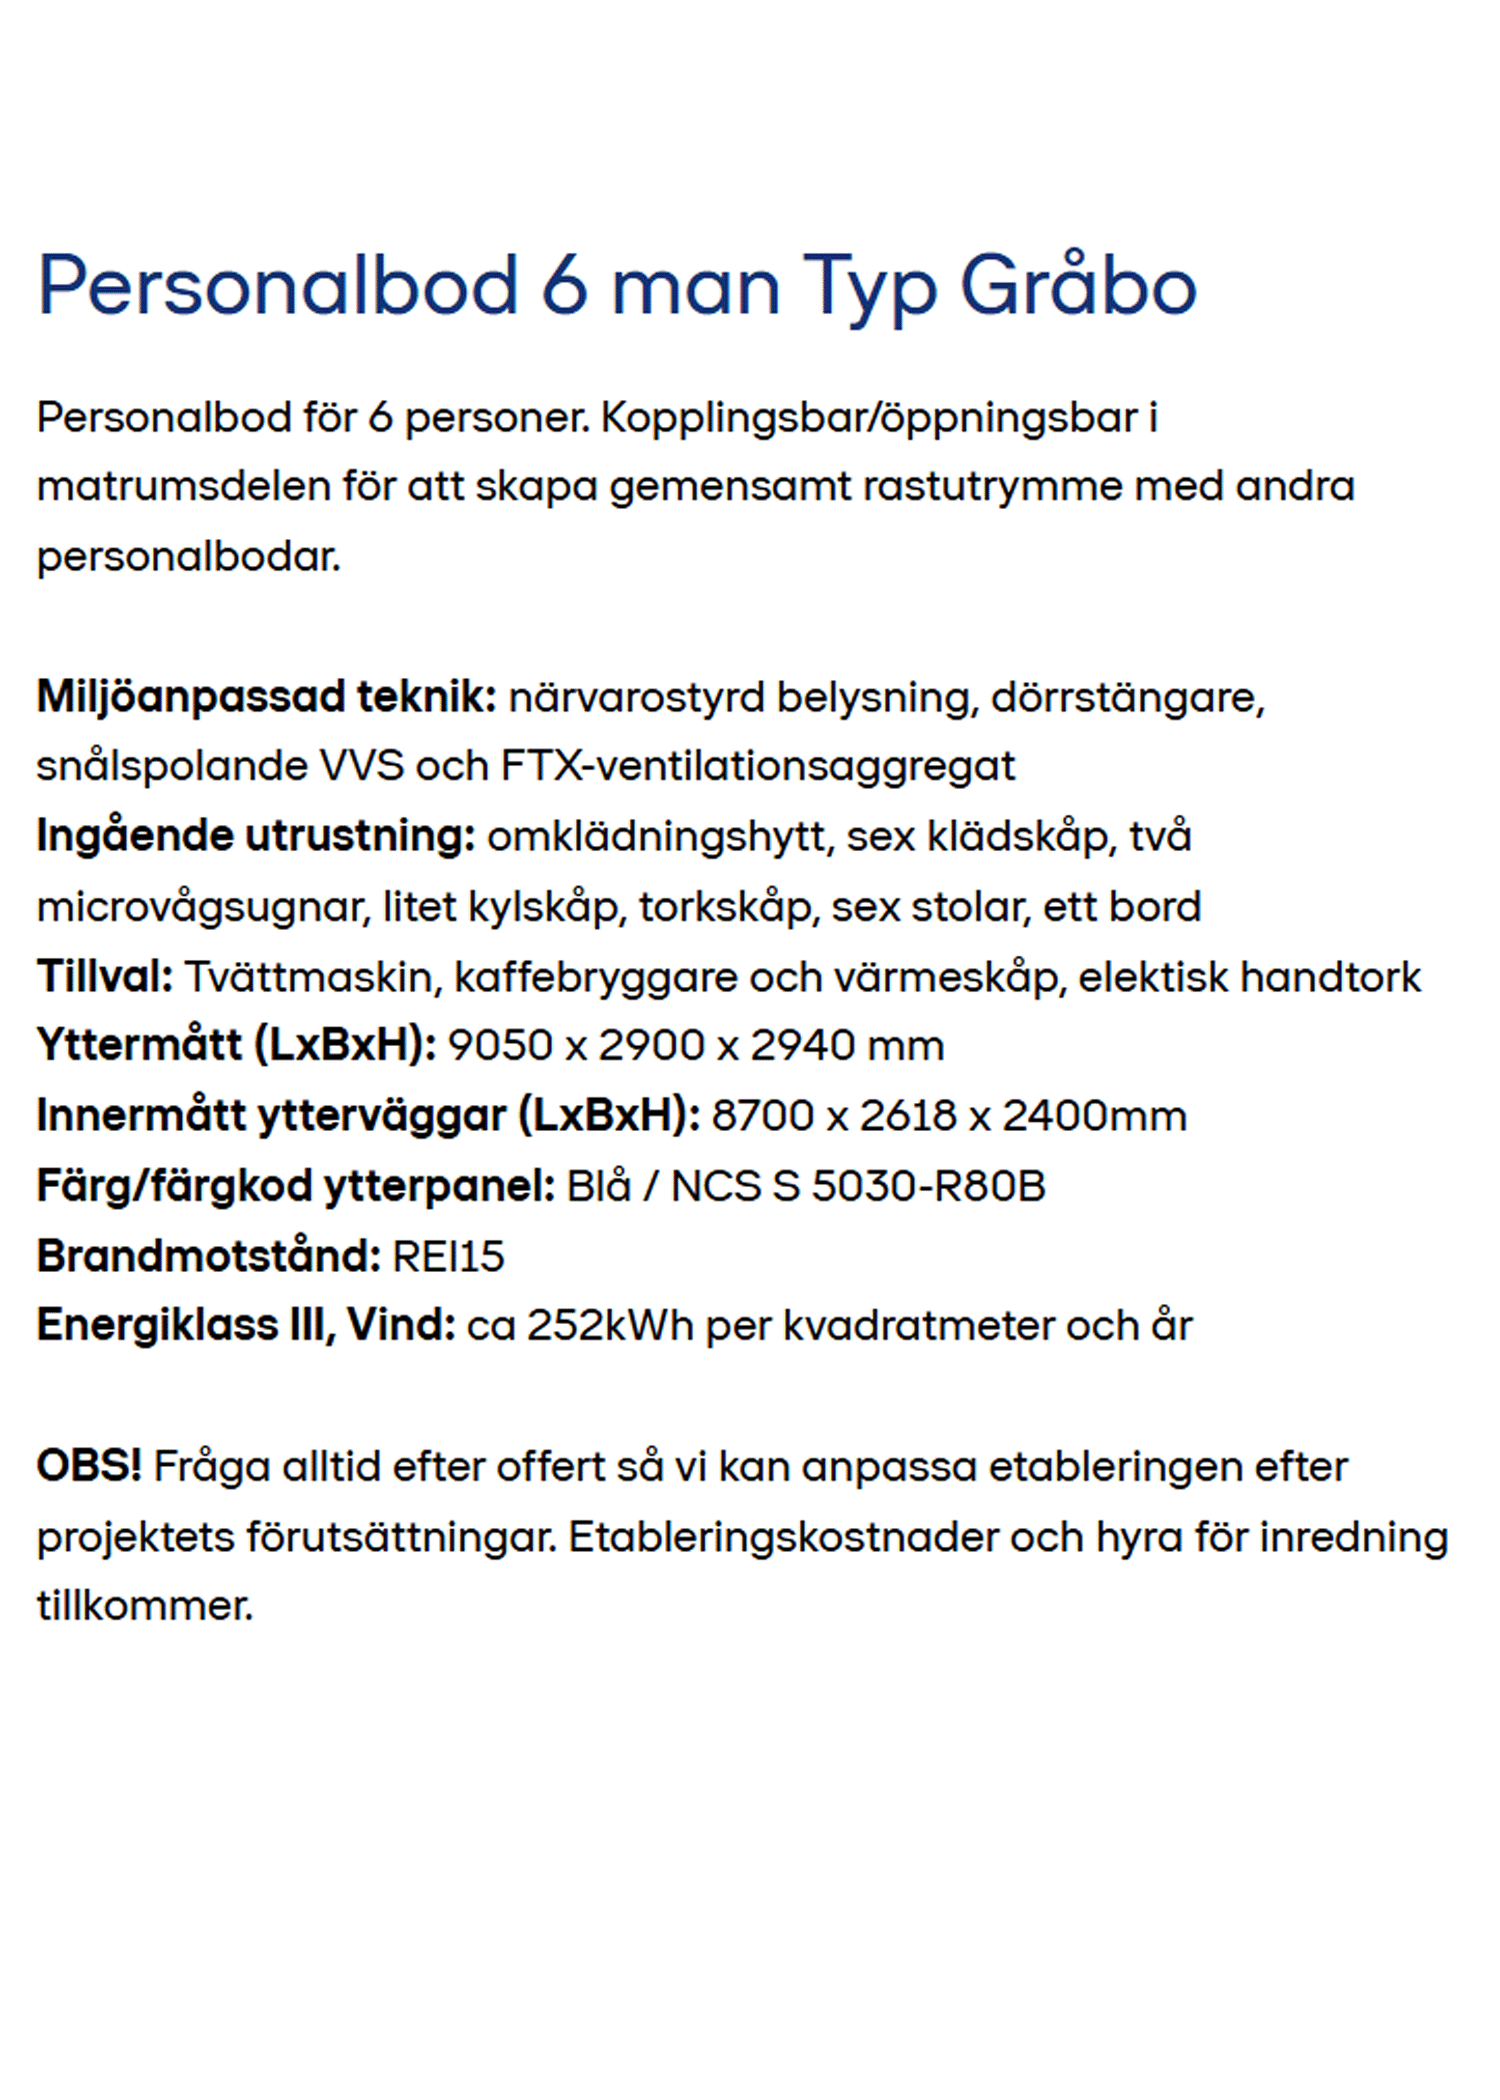 Personalbod 6 man Typ Gråbo
Personalbod för 6 personer. Kopplingsbar/öppningsbar i
matrumsdelen för att skapa gemensamt rastutrymme med andra
personalbodar.
Miljöanpassad teknik: närvarostyrd belysning, dörrstängare,
snålspolande VVS och FTX-ventilationsaggregat
Ingående utrustning: omklädningshytt, sex klädskåp, två
microvågsugnar, litet kylskåp, torkskåp, sex stolar, ett bord
Tillval: Tvättmaskin, kaffebryggare och värmeskåp, elektisk handtork
Yttermått (LxBxH): 9050 x 2900 x 2940 mm
Innermått ytterväggar (LxBxH): 8700 x 2618 x 2400mm
Färg/färgkod ytterpanel: Blå / NCS S 5030-R80B
Brandmotstånd: REI15
Energiklass III, Vind: ca 252kWh per kvadratmeter och år
OBS! Fråga alltid efter offert så vi kan anpassa etableringen efter
projektets förutsättningar. Etableringskostnader och hyra för inredning
tillkommer.